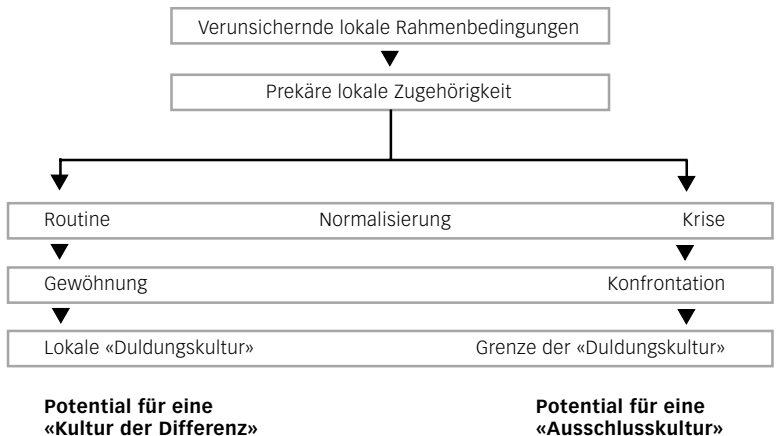 Verunsichernde lokale Rahmenbedingungen
Prekäre lokale Zugehörigkeit
Routine Normalisierung Krise
Gewöhnung Konfrontation
Lokale «Duldungskultur» Grenze der «Duldungskultur»
Potential für eine
«Kultur der Differenz»
Potential für eine
«Ausschlusskultur»